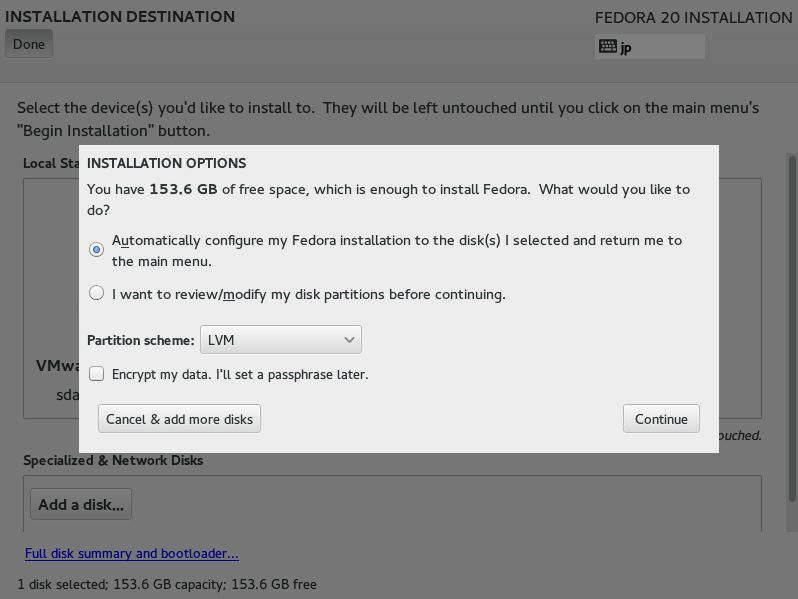 INSTALLATION DESTINATION
FEDORA 20 INSTALLATION
Done
jp
Select the device(s) you'd like to install to.  They will be left untouched until you click on the main menu's
"Begin Installation" button.
Local Sta
INSTALLATION OPTIONS
You have 153.6 GB of free space, which is enough to install Fedora.  What would you like to
do?
Automatically configure my Fedora installation to the disk(s) I selected and return me to
the main menu.
I want to review/modify my disk partitions before continuing.
Partition scheme: LVM
Encrypt my data. I'll set a passphrase later.
Cancel & add more disks
Continue
VMwa
sda
ouched.
Specialized & Network Disks
Add a disk...
Full disk summary and bootloader...
1 disk selected; 153.6 GB capacity; 153.6 GB free